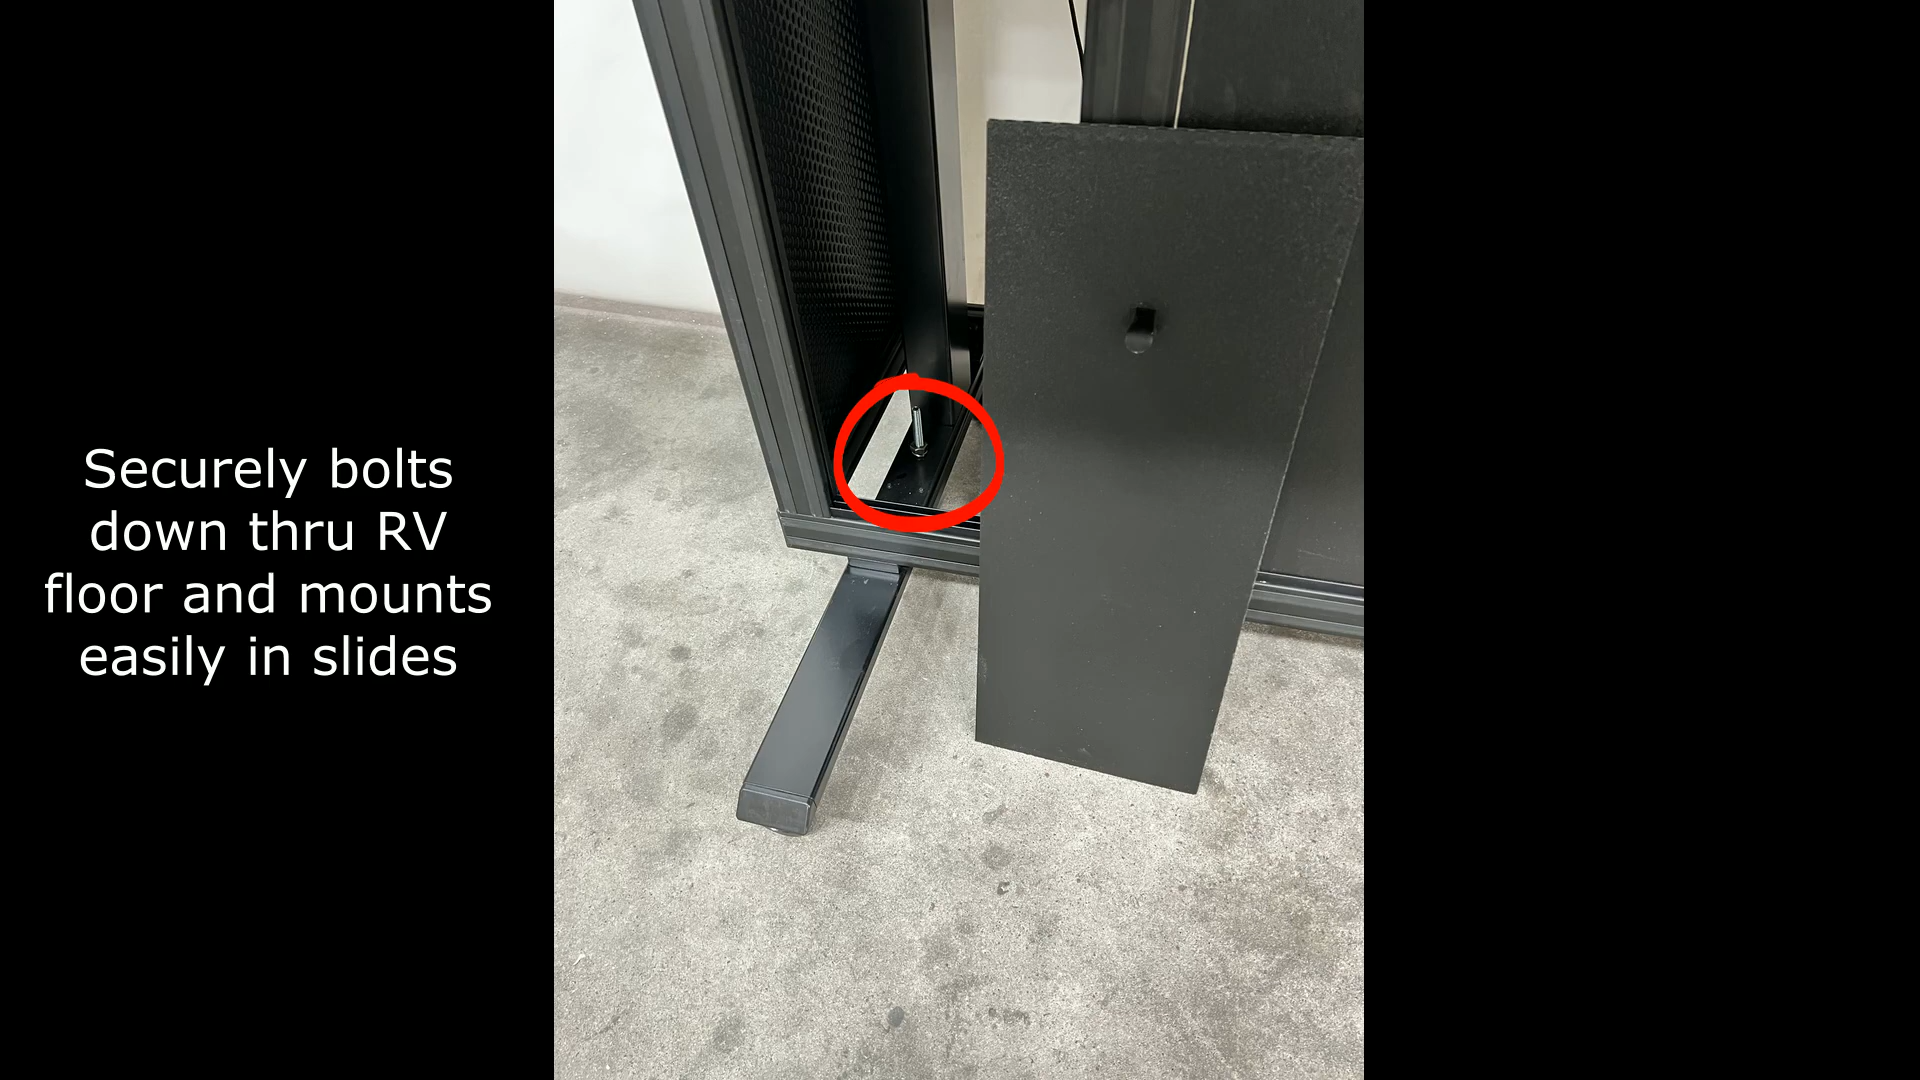 Securely bolts
down thru RV
floor and mounts
easily in slides